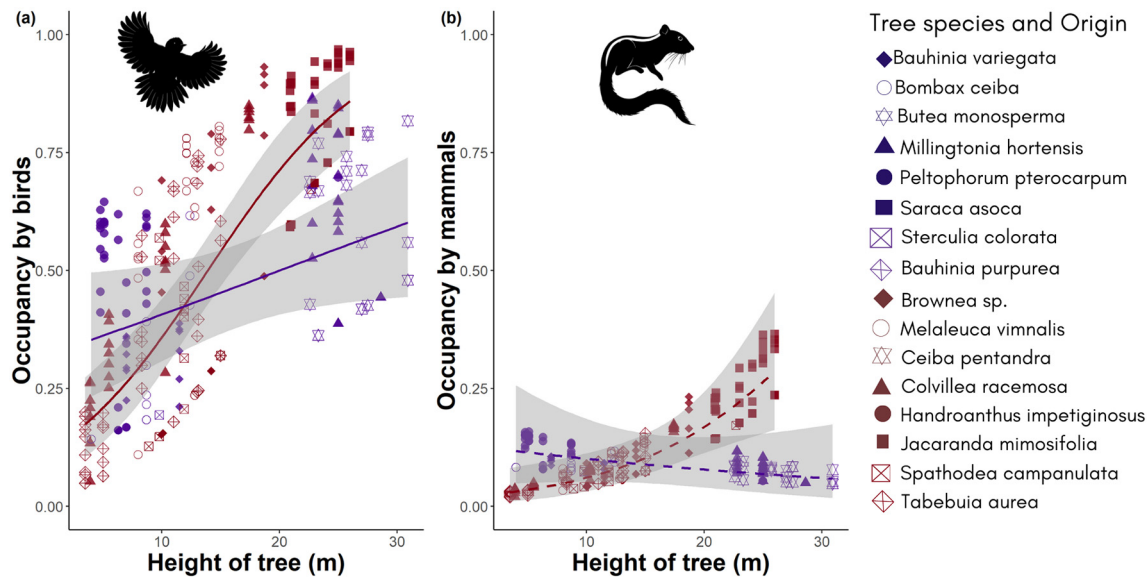 (a)
Occupancy by birds
1.00
0.75
0.50
0.25
0.00
10
20
30
Height of tree (m)
(b)
Occupancy by mammals
1.00
0.75
0.50
0.25
0.00
10
20
30
Height of tree (m)
Tree species and Origin
Bauhinia variegata
Bombax ceiba
Butea monosperma
Millingtonia hortensis
Peltophorum pterocarpum
Saraca asoca
Sterculia colorata
Bauhinia purpurea
Brownea sp.
Melaleuca vimnalis
Ceiba pentandra
Colvillea racemosa
Handroanthus impetiginosus
Jacaranda mimosifolia
Spathodea campanulata
Tabebuia aurea